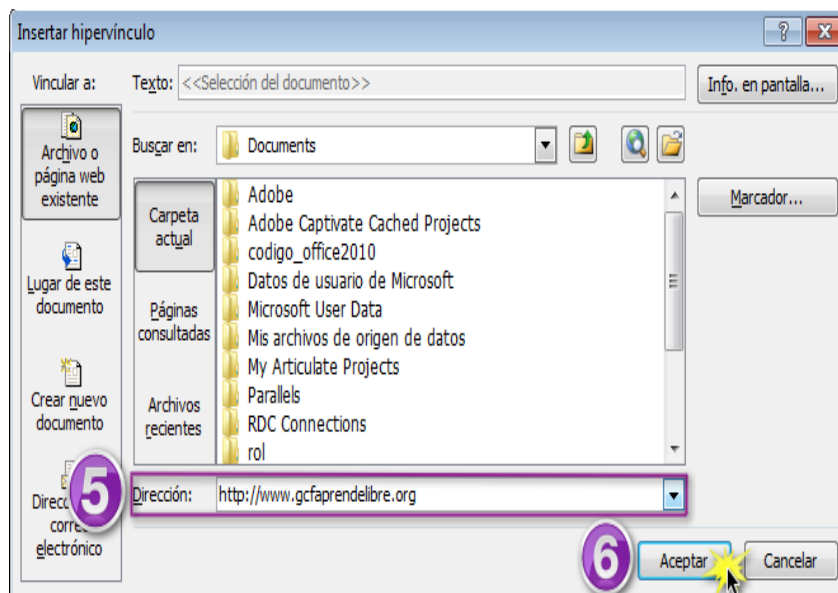 Insertar hipervínculo
Vincular a:
Texto: <<Selección del documento>>
Info. en pantalla...
Archivo o
página web
existente
Buscar en: Documents
Carpeta
actual
Adobe
Adobe Captivate Cached Projects
codigo_office2010
Datos de usuario de Microsoft
Microsoft User Data
Mis archivos de origen de datos
My Articulate Projects
Parallels
RDC Connections
rol
Marcador...
Lugar de este
documento
Páginas
consultadas
Crear nuevo
documento
Archivos
recientes
5
Dirección: http://www.gcfaprendelibre.org
electrónico
6
Aceptar
Cancelar